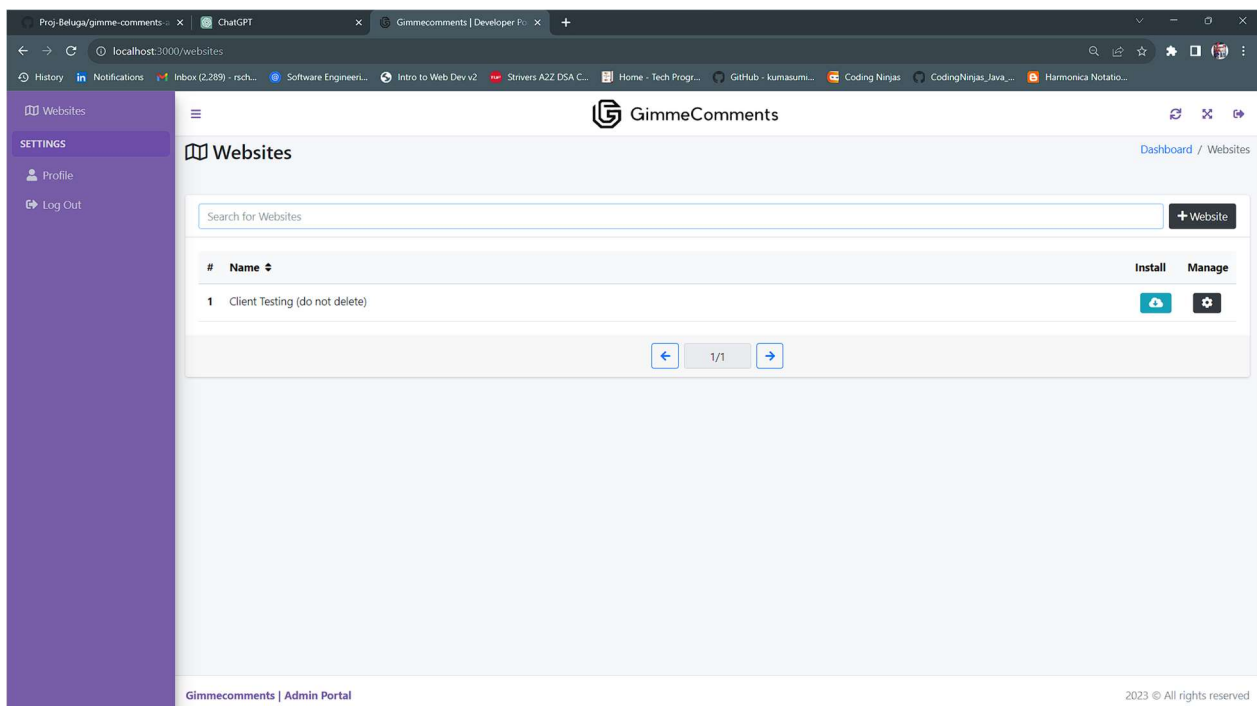 Proj-Beluga/gimme-comments-a ChatGPT Gimmecomments | Developer Po
localhost:3000/websites
History Notifications Inbox (2,289) - rsch... Software Engineeri... Intro to Web Dev v2 Strivers A2Z DSA C... Home - Tech Progr... GitHub - kumasumi... Coding Ninjas CodingNinjas_Java_... Harmonica Notatio...
Websites
GimmeComments
SETTINGS
Websites
Dashboard / Websites
Profile
Log Out
Search for Websites
+ Website
# Name Install Manage
1 Client Testing (do not delete)
1/1
Gimmecomments | Admin Portal
2023 © All rights reserved